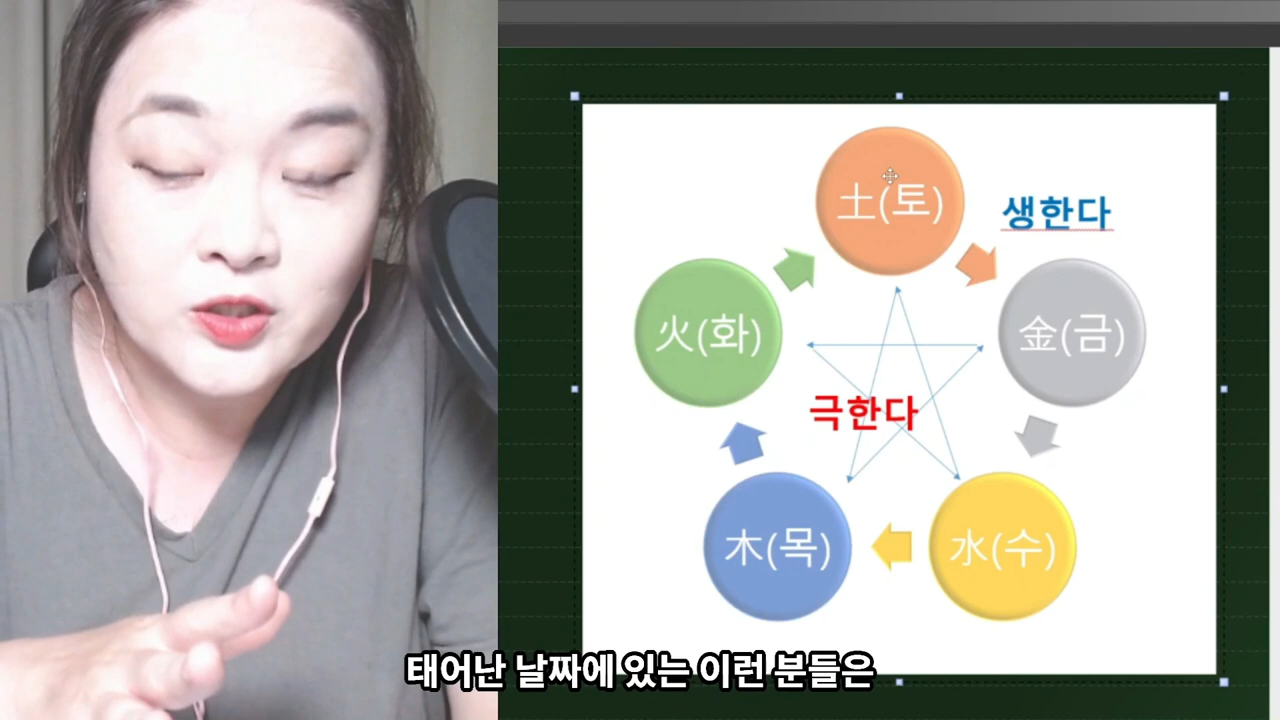 土(토)
생한다
火(화)
金(금)
극한다
木(목)
水(수)
태어난 날짜에 있는 이런 분들은